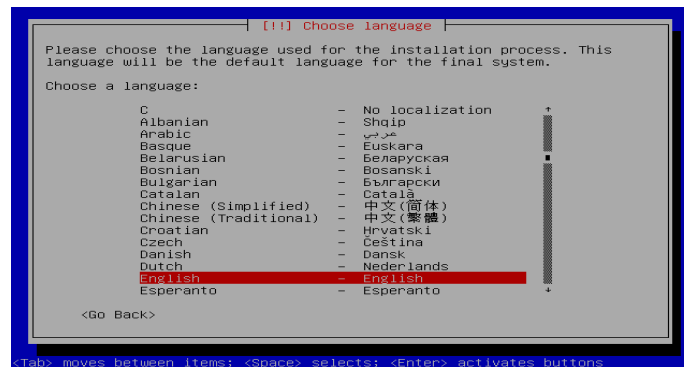 [!!] Choose language
Please choose the language used for the installation process. This
language will be the default language for the final system.
Choose a language:
C - No localization
Albanian - Shqip
Arabic - عربي
Basque - Euskara
Belarusian - Беларуская
Bosnian - Bosanski
Bulgarian - Български
Catalan - Català
Chinese (Simplified) - 中文(简体)
Chinese (Traditional) - 中文(繁體)
Croatian - Hrvatski
Czech - Čeština
Danish - Dansk
Dutch - Nederlands
English - English
Esperanto - Esperanto
<Go Back>
<Tab> moves between items; <Space> selects; <Enter> activates buttons